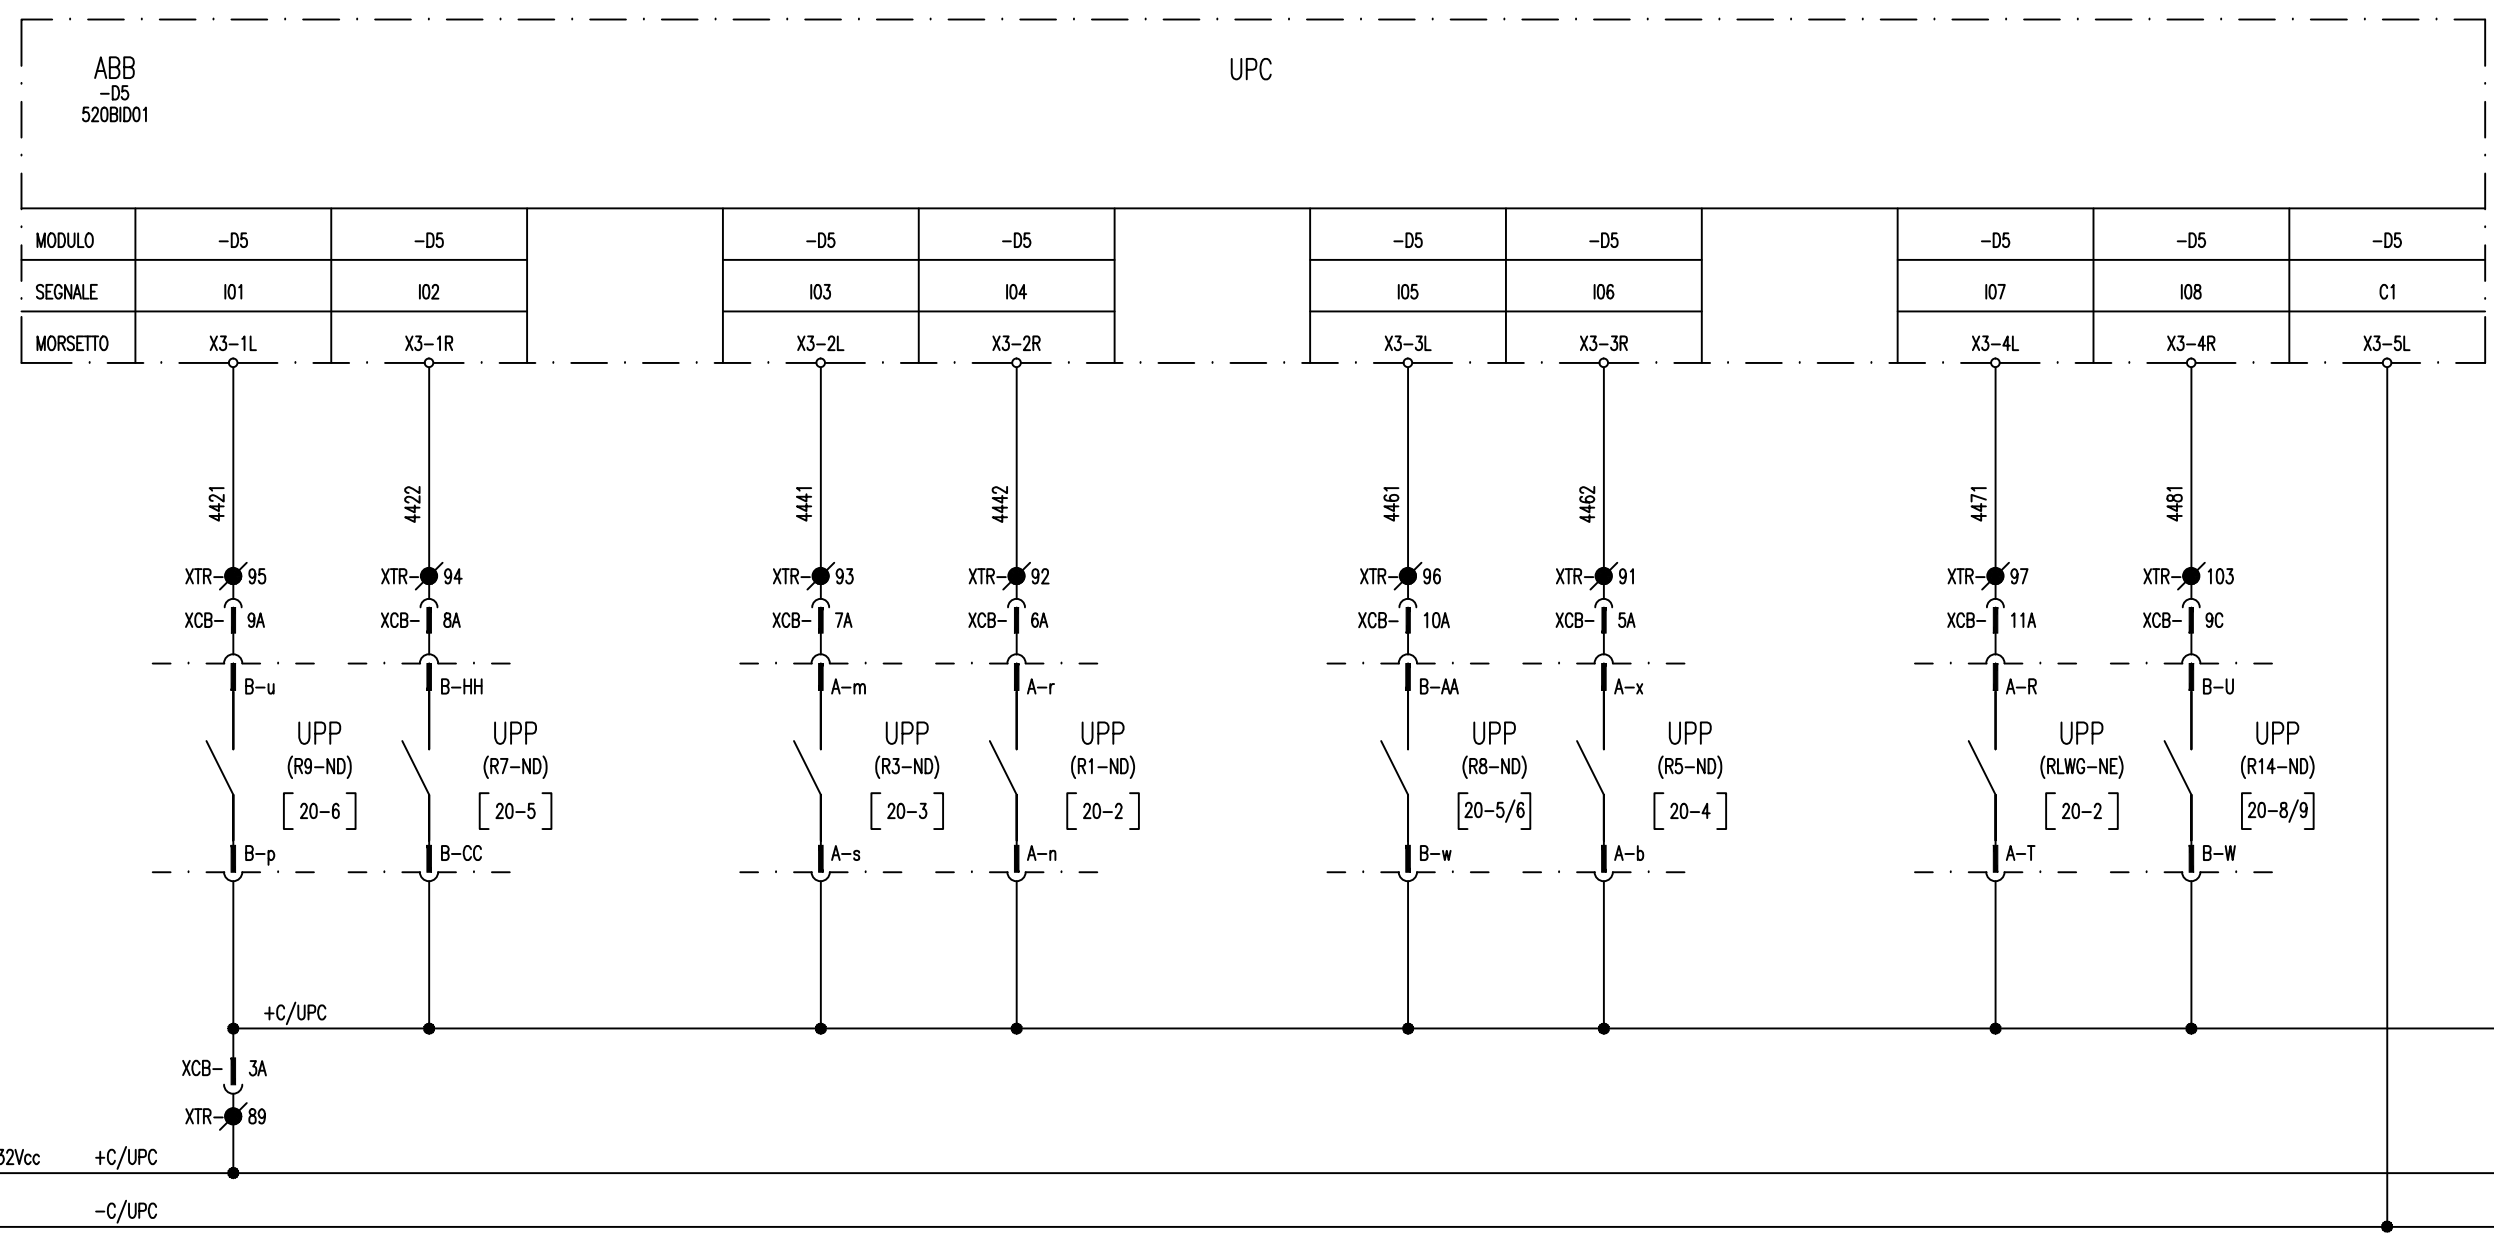 ABB
UPC
-D5
520BID01
MODULO -D5 -D5 -D5 -D5 -D5 -D5 -D5 -D5 -D5
SEGNALE I01 I02 I03 I04 I05 I06 I07 I08 C1
MORSETTO X3-1L X3-1R X3-2L X3-2R X3-3L X3-3R X3-4L X3-4R X3-5L
4421 4422 4441 4442 4461 4462 4471 4481
XTR- 95 XTR- 94 XTR- 93 XTR- 92 XTR- 96 XTR- 91 XTR- 97 XTR- 103
XCB- 9A XCB- 8A XCB- 7A XCB- 6A XCB- 10A XCB- 5A XCB- 11A XCB- 9C
B-u B-HH A-m A-r B-AA A-x A-R B-U
UPP UPP UPP UPP UPP UPP UPP UPP
(R9-ND) (R7-ND) (R3-ND) (R1-ND) (R8-ND) (R5-ND) (RLWG-NE) (R14-ND)
[20-6] [20-5] [20-3] [20-2] [20-5/6] [20-4] [20-2] [20-8/9]
B-p B-CC A-s A-n B-w A-b A-T B-W
+C/UPC
XCB- 3A
XTR- 89
32Vcc +C/UPC
-C/UPC